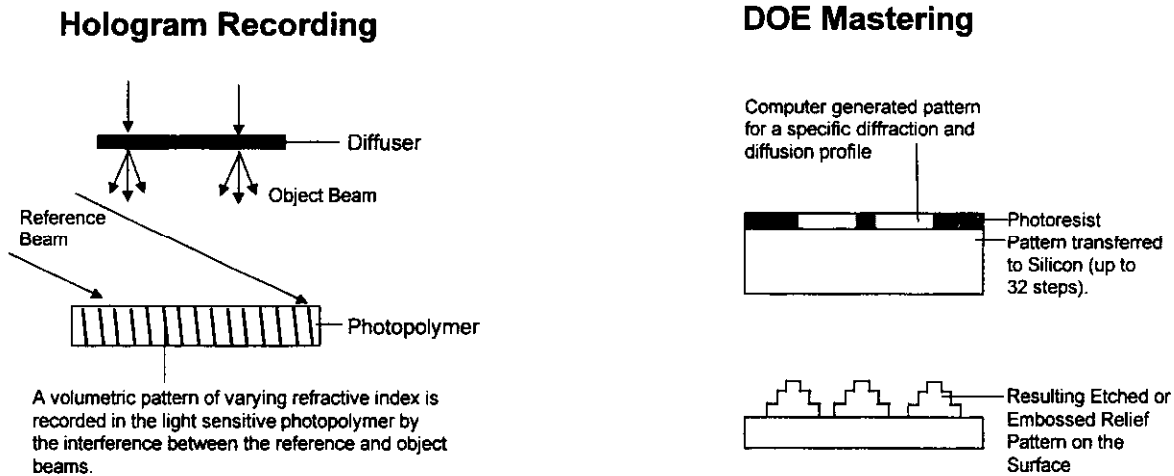 Hologram Recording
Diffuser
Object Beam
Reference
Beam
Photopolymer
A volumetric pattern of varying refractive index is
recorded in the light sensitive photopolymer by
the interference between the reference and object
beams.
DOE Mastering
Computer generated pattern
for a specific diffraction and
diffusion profile
Photoresist
Pattern transferred
to Silicon (up to
32 steps).
Resulting Etched or
Embossed Relief
Pattern on the
Surface